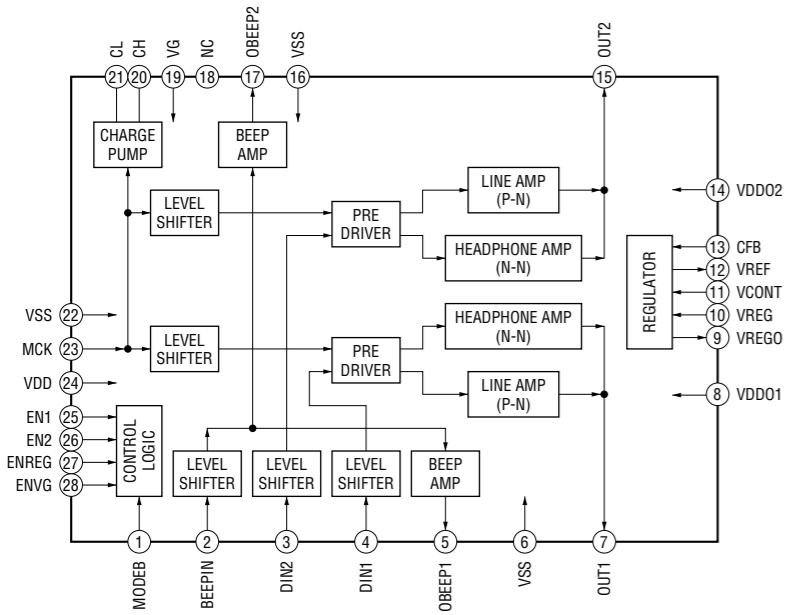 CL
CH
VG
NC
OBEEP2
VSS
OUT2
21
20
19
18
17
16
15
CHARGE
PUMP
BEEP
AMP
LEVEL
SHIFTER
PRE
DRIVER
LINE AMP
(P-N)
HEADPHONE AMP
(N-N)
14 VDDO2
13 CFB
12 VREF
11 VCONT
10 VREG
9 VREGO
REGULATOR
VSS 22
MCK 23
VDD 24
LEVEL
SHIFTER
PRE
DRIVER
HEADPHONE AMP
(N-N)
LINE AMP
(P-N)
8 VDDO1
EN1 25
EN2 26
ENREG 27
ENVG 28
CONTROL
LOGIC
LEVEL
SHIFTER
LEVEL
SHIFTER
LEVEL
SHIFTER
BEEP
AMP
1
2
3
4
5
6
7
MODEB
BEEPIN
DIN2
DIN1
OBEEP1
VSS
OUT1